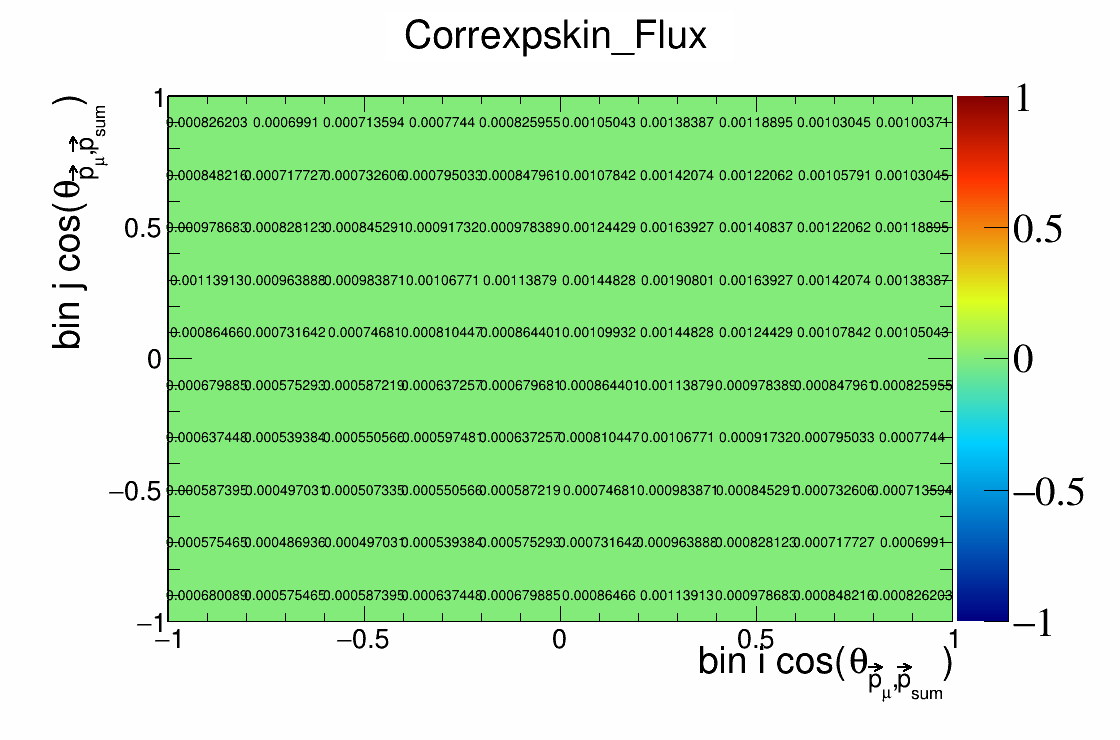 Correxpskin_Flux
bin j cos(θ p⃗μ,p⃗sum)
1
0.000826203 0.0006991 0.000713594 0.0007744 0.000825955 0.00105043 0.00138387 0.00118895 0.00103045 0.00100371
0.000848216 0.000717727 0.000732606 0.000795033 0.000847961 0.00107842 0.00142074 0.00122062 0.00105791 0.00103045
0.5
0.000978683 0.000828123 0.000845291 0.000917320 0.000978389 0.00124429 0.00163927 0.00140837 0.00122062 0.00118895
0.00113913 0.000963888 0.000983871 0.00106771 0.00113879 0.00144828 0.00190801 0.00163927 0.00142074 0.00138387
0.00086466 0.000731642 0.00074681 0.000810447 0.000864401 0.00109932 0.00144828 0.00124429 0.00107842 0.00105043
0
0.000679885 0.000575293 0.000587219 0.000637257 0.000679681 0.000864401 0.00113879 0.000978389 0.000847961 0.000825955
0.000637448 0.000539384 0.000550566 0.000597481 0.000637257 0.000810447 0.00106771 0.00091732 0.000795033 0.0007744
−0.5
0.000587395 0.000497031 0.000507335 0.000550566 0.000587219 0.00074681 0.000983871 0.000845291 0.000732606 0.000713594
0.000575465 0.000486936 0.000497031 0.000539384 0.000575293 0.000731642 0.000963888 0.000828123 0.000717727 0.0006991
0.000680089 0.000575465 0.000587395 0.000637448 0.000679885 0.00086466 0.00113913 0.000978683 0.000848216 0.000826203
−1
−1 −0.5 0 0.5 1
bin i cos(θ p⃗μ,p⃗sum)
1
0.5
0
−0.5
−1